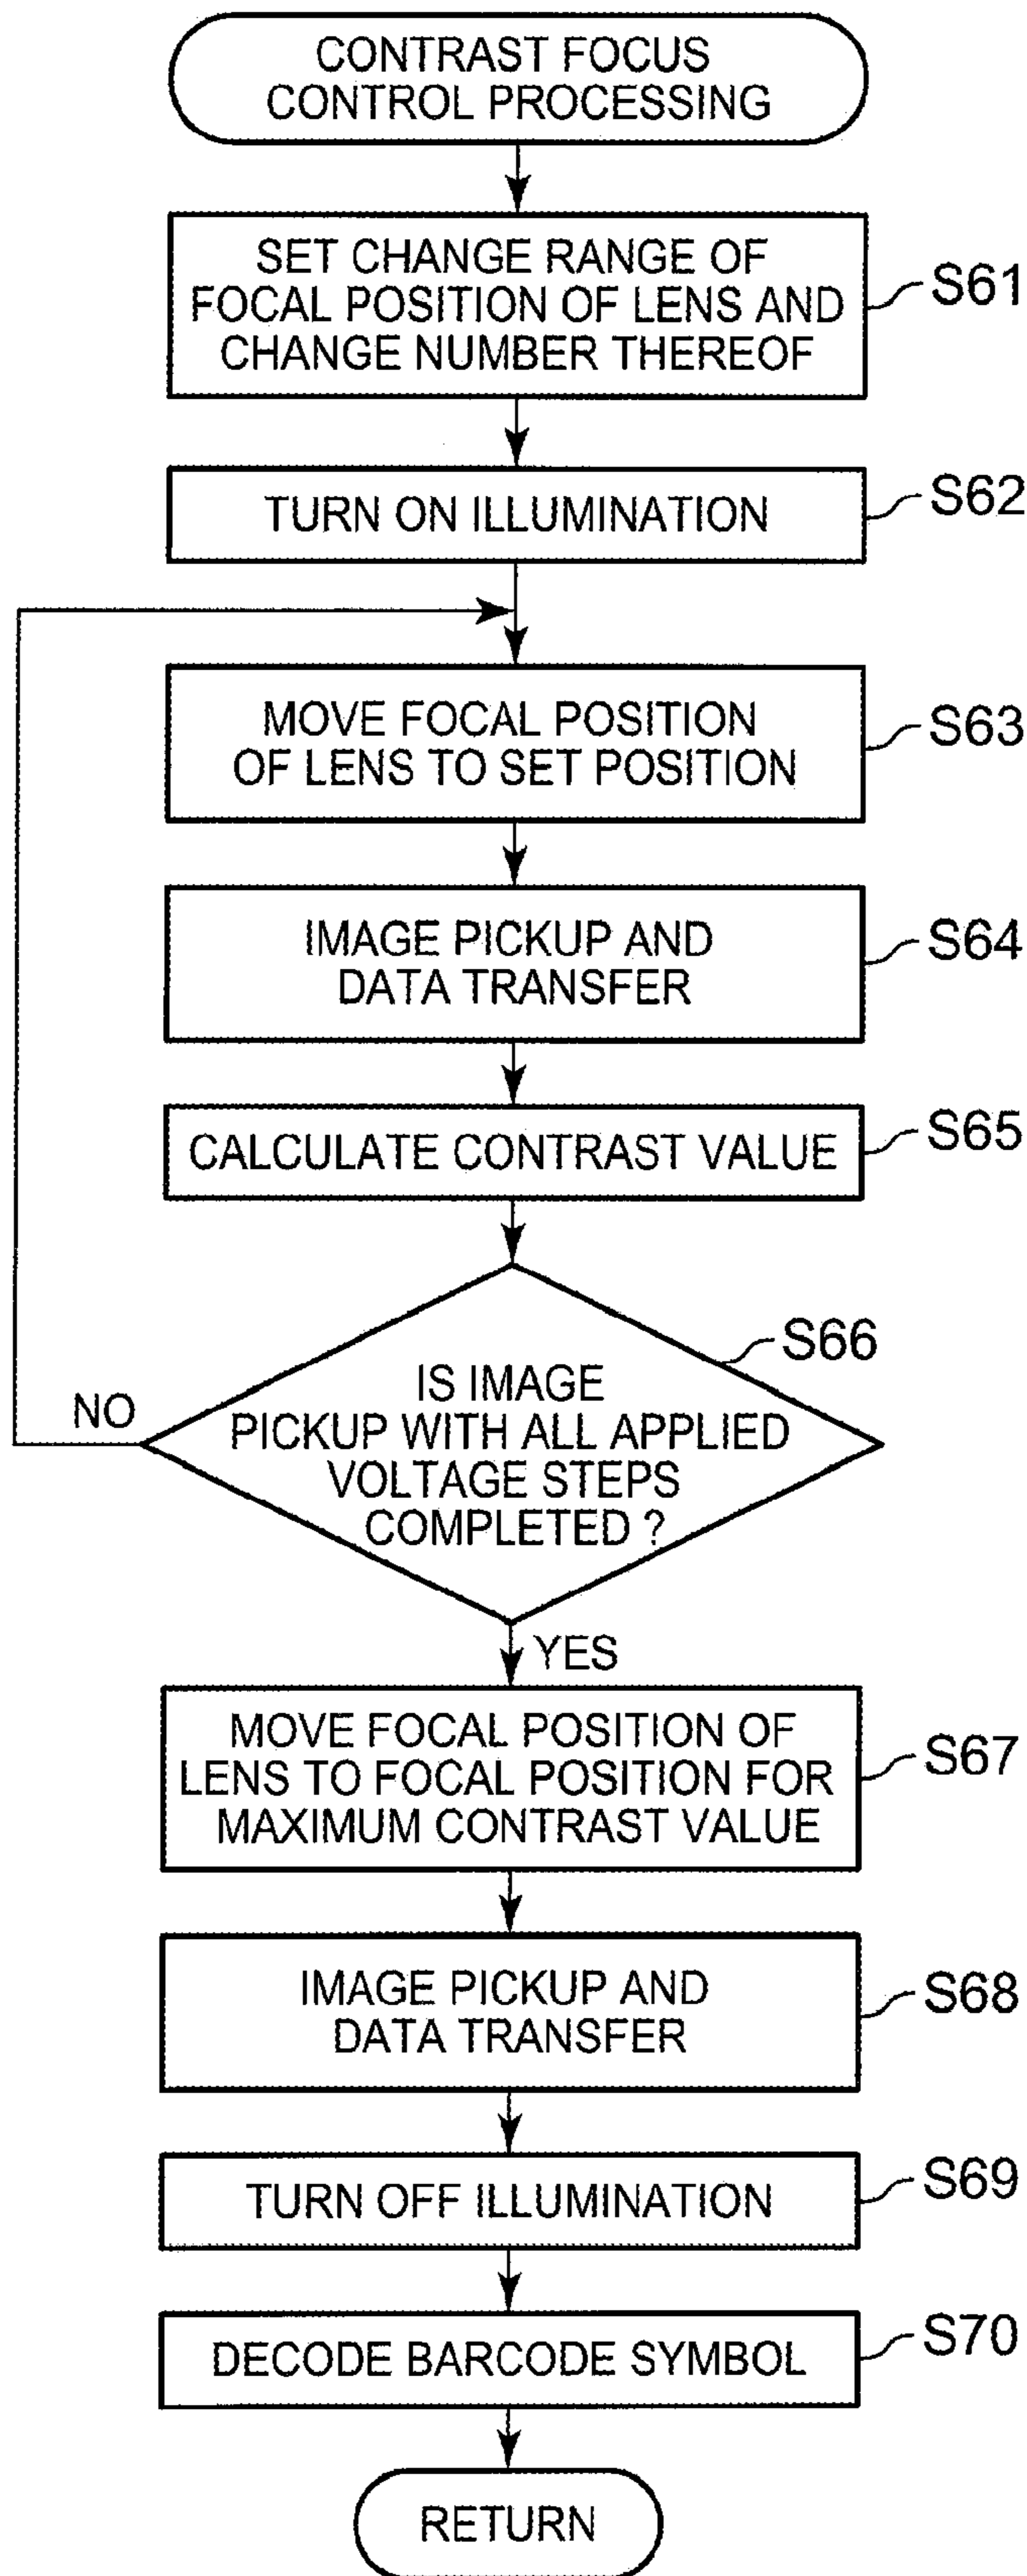 CONTRAST FOCUS
CONTROL PROCESSING
SET CHANGE RANGE OF
FOCAL POSITION OF LENS AND
CHANGE NUMBER THEREOF
S61
TURN ON ILLUMINATION
S62
MOVE FOCAL POSITION
OF LENS TO SET POSITION
S63
IMAGE PICKUP AND
DATA TRANSFER
S64
CALCULATE CONTRAST VALUE
S65
S66
IS IMAGE
PICKUP WITH ALL APPLIED
VOLTAGE STEPS
COMPLETED ?
NO
YES
MOVE FOCAL POSITION OF
LENS TO FOCAL POSITION FOR
MAXIMUM CONTRAST VALUE
S67
IMAGE PICKUP AND
DATA TRANSFER
S68
TURN OFF ILLUMINATION
S69
DECODE BARCODE SYMBOL
S70
RETURN